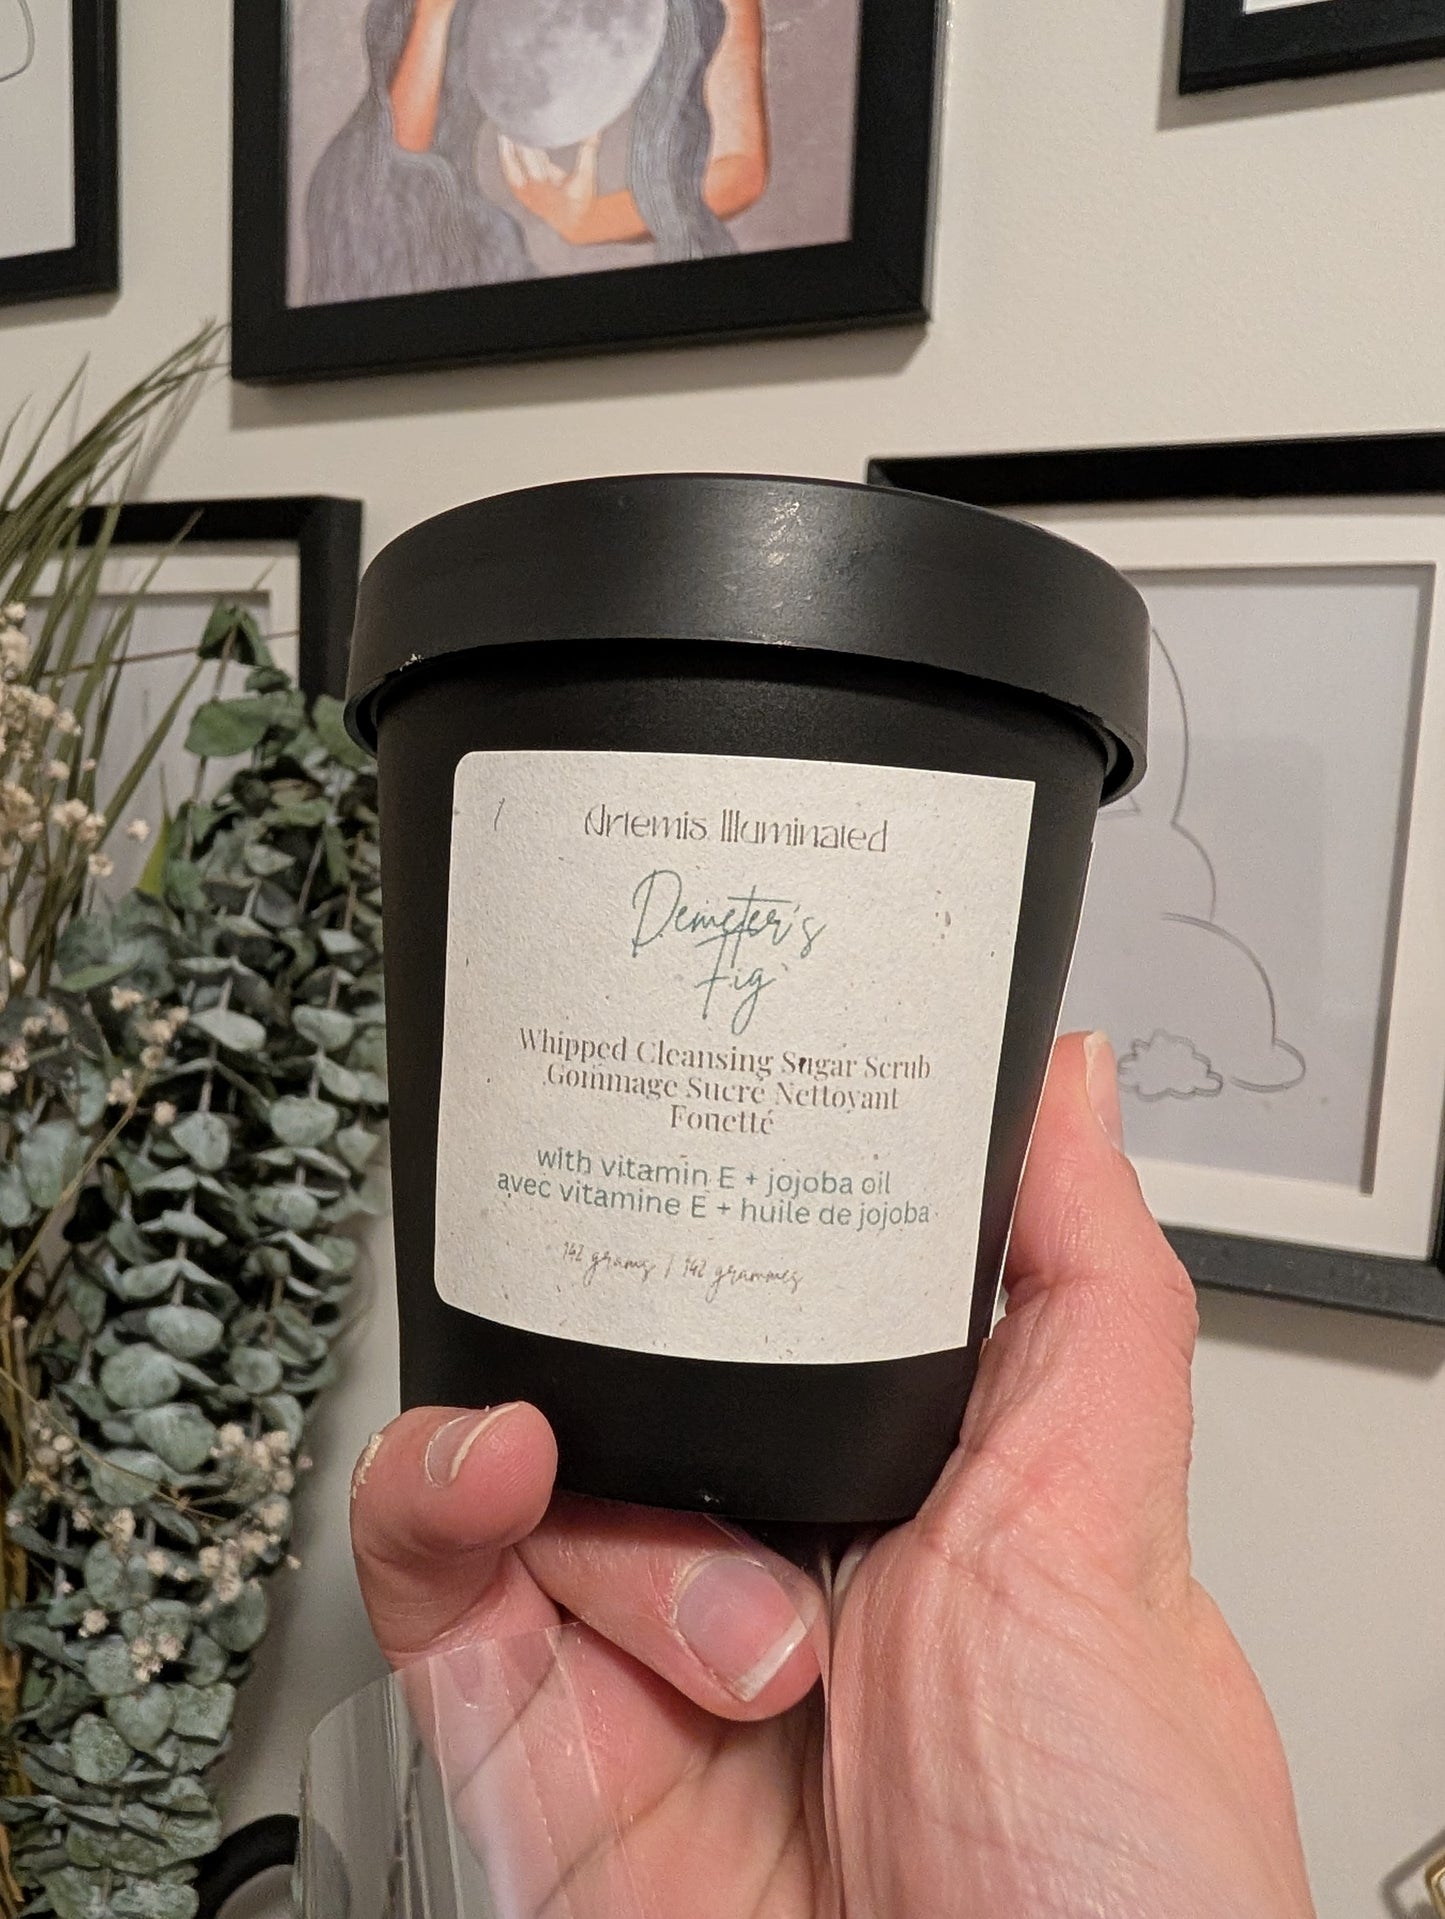 Artemis Illuminated
Demeter's
Fig
Whipped Cleansing Sugar Scrub
Gommage Sucré Nettoyant
Fouetté
with vitamin E + jojoba oil
avec vitamine E + huile de jojoba
142 grams / 142 grammes